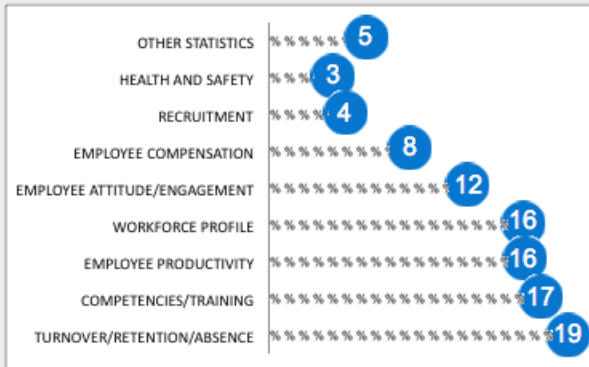 OTHER STATISTICS 5
HEALTH AND SAFETY 3
RECRUITMENT 4
EMPLOYEE COMPENSATION 8
EMPLOYEE ATTITUDE/ENGAGEMENT 12
WORKFORCE PROFILE 16
EMPLOYEE PRODUCTIVITY 16
COMPETENCIES/TRAINING 17
TURNOVER/RETENTION/ABSENCE 19